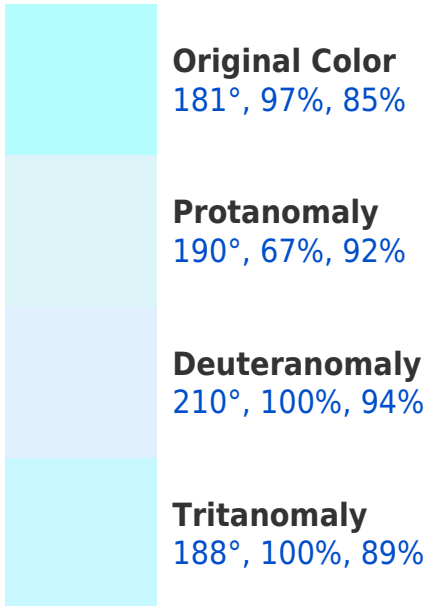 Original Color
181°, 97%, 85%
Protanomaly
190°, 67%, 92%
Deuteranomaly
210°, 100%, 94%
Tritanomaly
188°, 100%, 89%